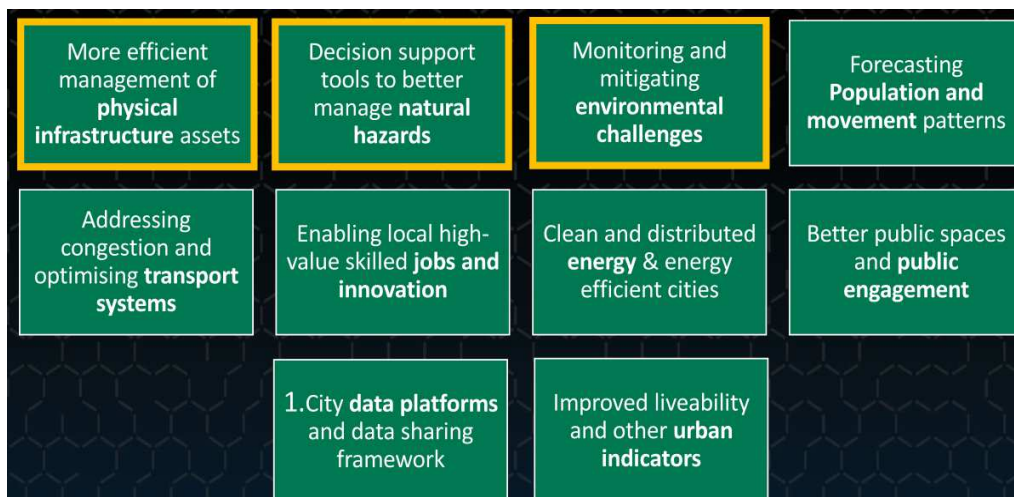 More efficient
management of
physical
infrastructure assets
Decision support
tools to better
manage natural
hazards
Monitoring and
mitigating
environmental
challenges
Forecasting
Population and
movement patterns
Addressing
congestion and
optimising transport
systems
Enabling local high-
value skilled jobs and
innovation
Clean and distributed
energy & energy
efficient cities
Better public spaces
and public
engagement
1.City data platforms
and data sharing
framework
Improved liveability
and other urban
indicators